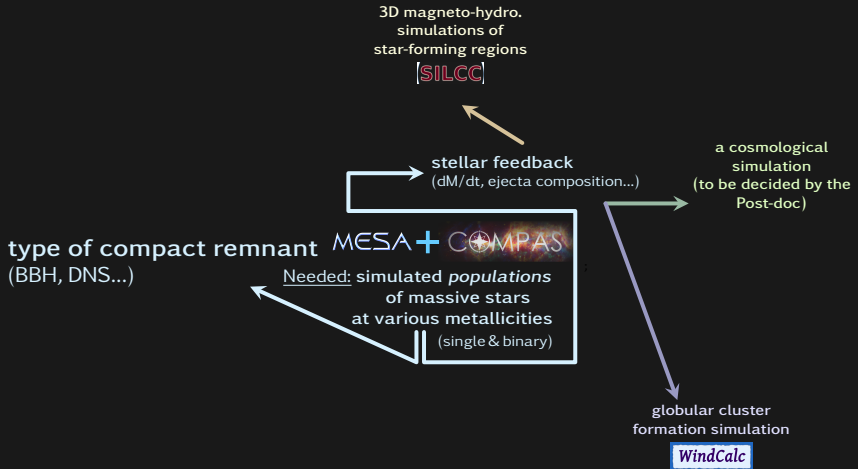 3D magneto-hydro.
simulations of
star-forming regions
[SILCC]
stellar feedback
(dM/dt, ejecta composition...)
a cosmological
simulation
(to be decided by the
Post-doc)
type of compact remnant
(BBH, DNS...)
MESA + COMPAS
Needed: simulated populations
of massive stars
at various metallicities
(single & binary)
globular cluster
formation simulation
WindCalc